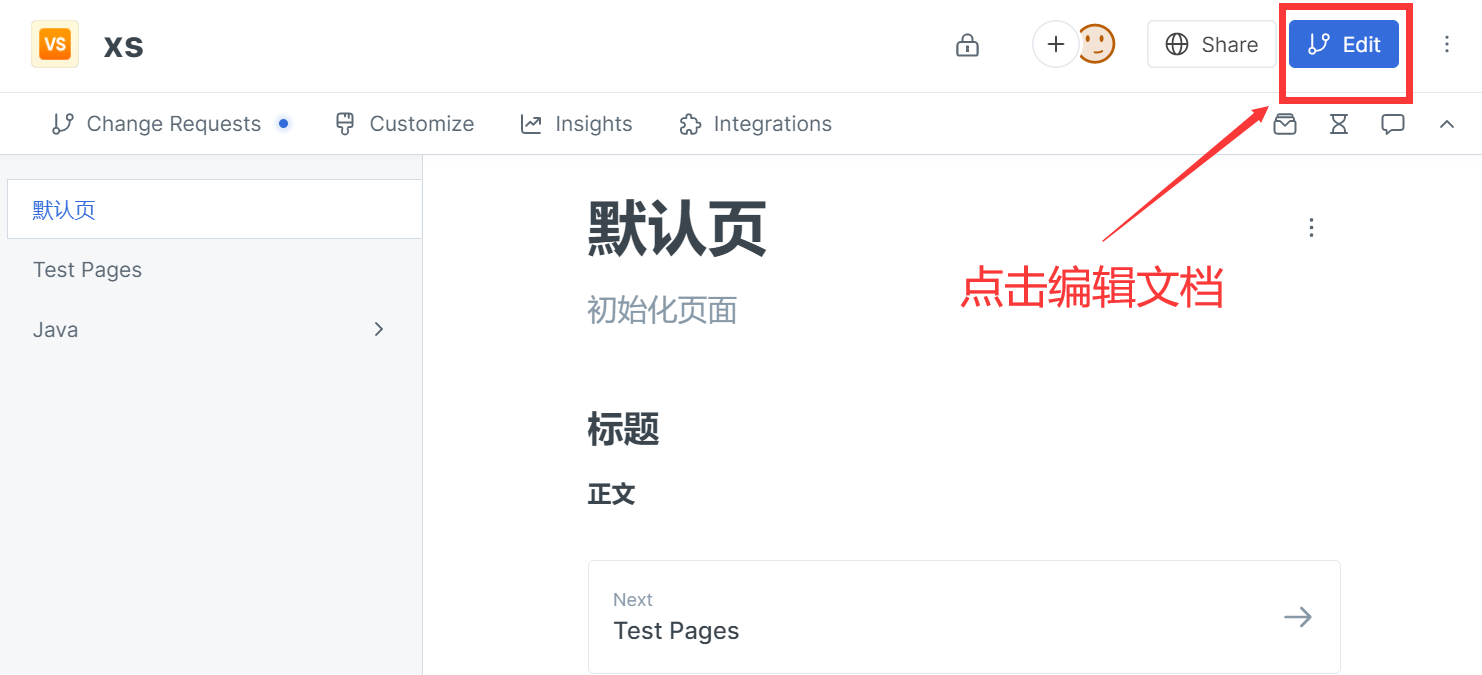 VS
xs
Share
Edit
Change Requests
Customize
Insights
Integrations
默认页
Test Pages
Java
默认页
初始化页面
点击编辑文档
标题
正文
Next
Test Pages